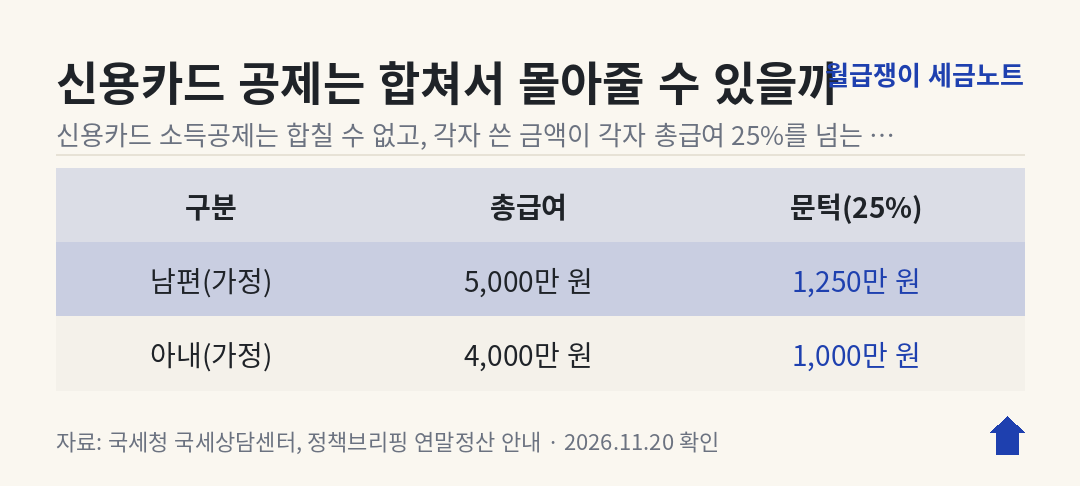 신용카드 공제는 합쳐서 몰아줄 수 있을까
월급쟁이 세금노트
신용카드 소득공제는 합칠 수 없고, 각자 쓴 금액이 각자 총급여 25%를 넘는 …
구분 총급여 문턱(25%)
남편(가정) 5,000만 원 1,250만 원
아내(가정) 4,000만 원 1,000만 원
자료: 국세청 국세상담센터, 정책브리핑 연말정산 안내 · 2026.11.20 확인